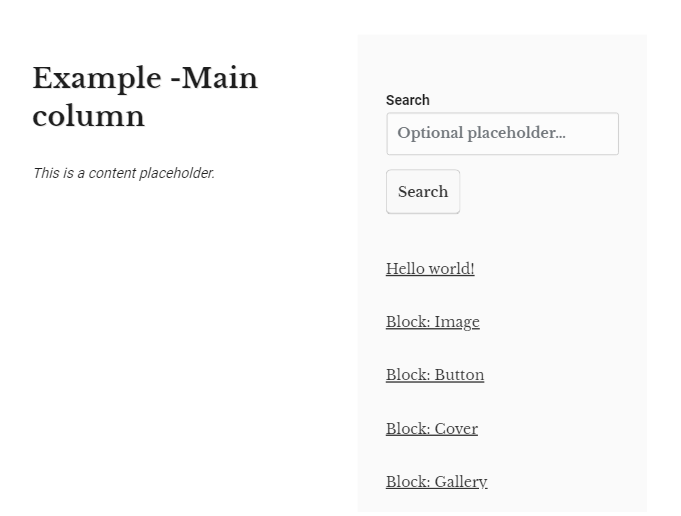 Example -Main
column
This is a content placeholder.
Search
Optional placeholder...
Search
Hello world!
Block: Image
Block: Button
Block: Cover
Block: Gallery